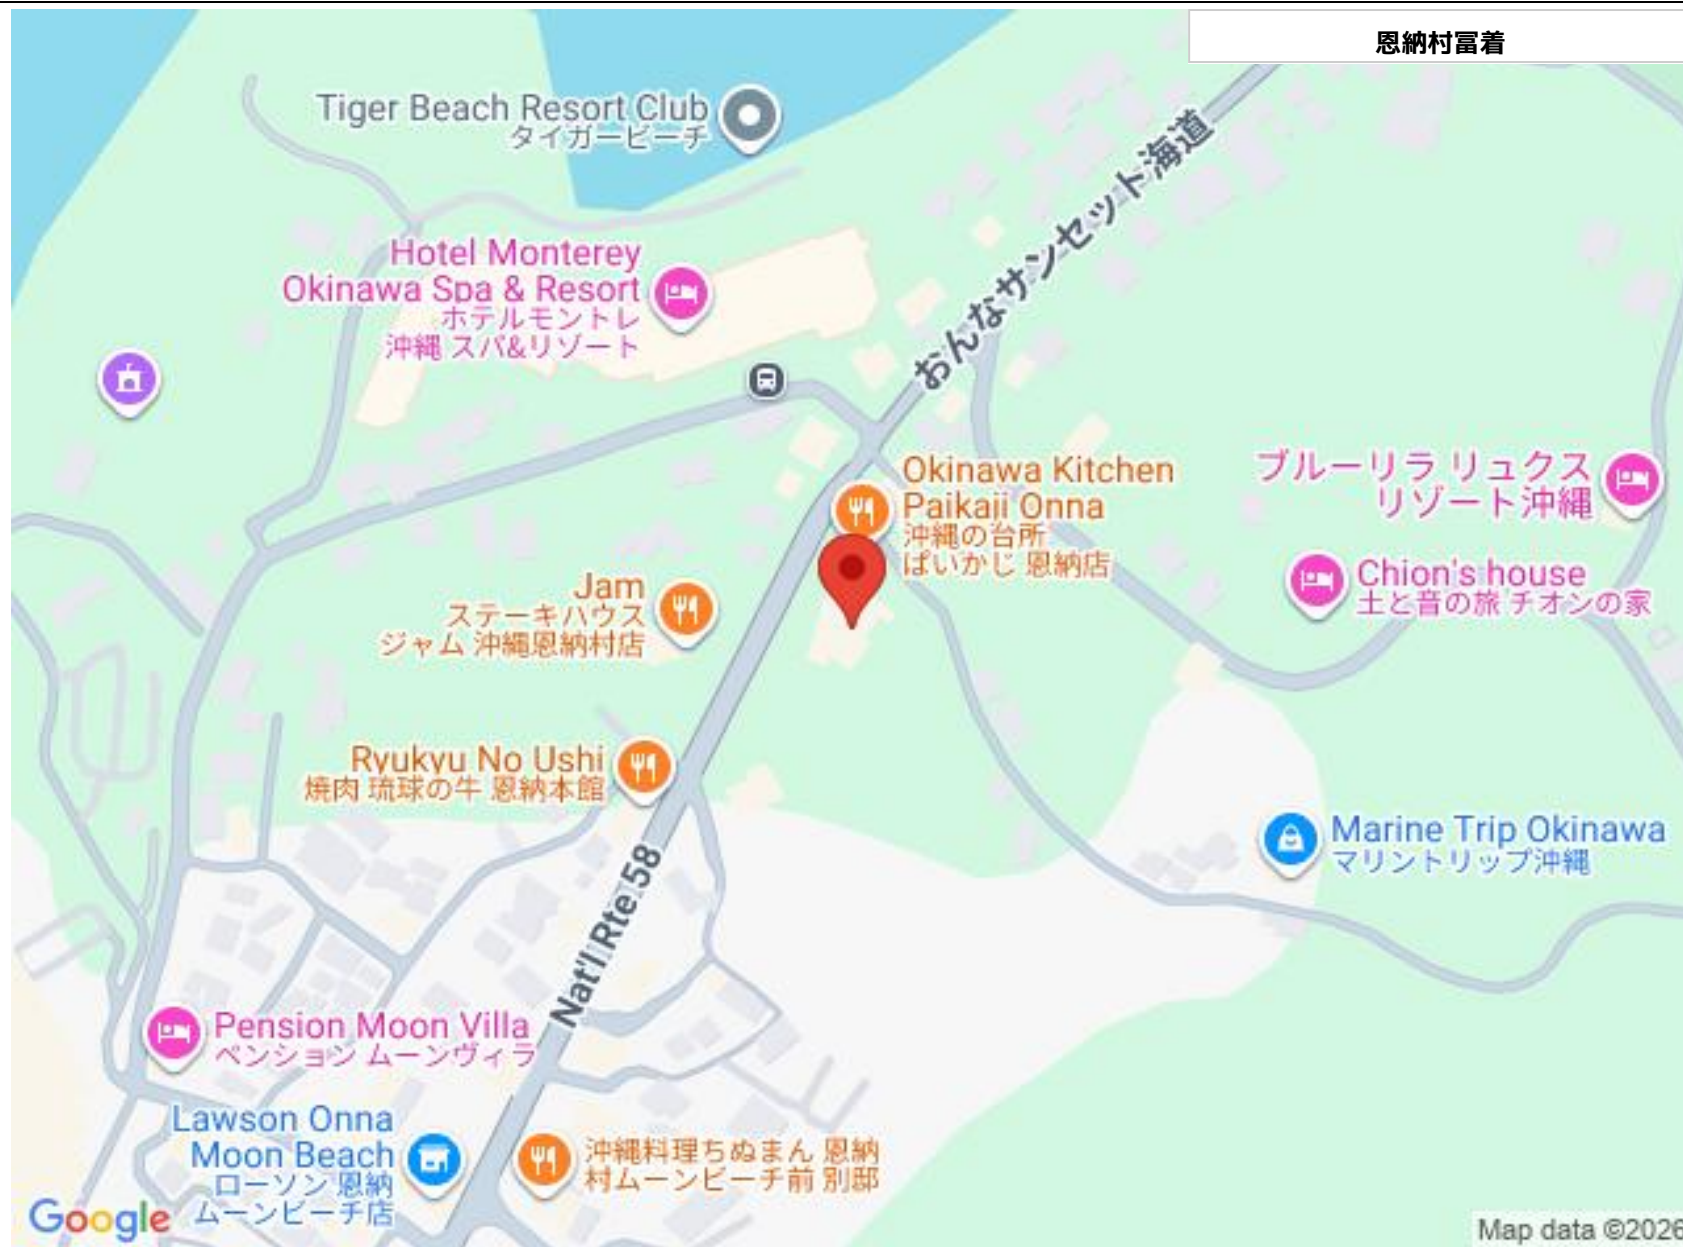 恩納村冨着
Tiger Beach Resort Club
タイガービーチ
おんなサンセット海道
Hotel Monterey
Okinawa Spa & Resort
ホテルモントレ
沖縄 スパ&リゾート
Okinawa Kitchen
Paikaji Onna
沖縄の台所
ぱいかじ 恩納店
ブルーリラ リュクス
リゾート沖縄
Chion's house
土と音の旅 チオンの家
Jam
ステーキハウス
ジャム 沖縄恩納村店
Ryukyu No Ushi
焼肉 琉球の牛 恩納本館
Marine Trip Okinawa
マリントリップ沖縄
Nat'l Rte 58
Pension Moon Villa
ペンション ムーンヴィラ
Lawson Onna
Moon Beach
ローソン 恩納
ムーンビーチ店
沖縄料理ちぬまん 恩納
村ムーンビーチ前 別邸
Google
Map data ©2026